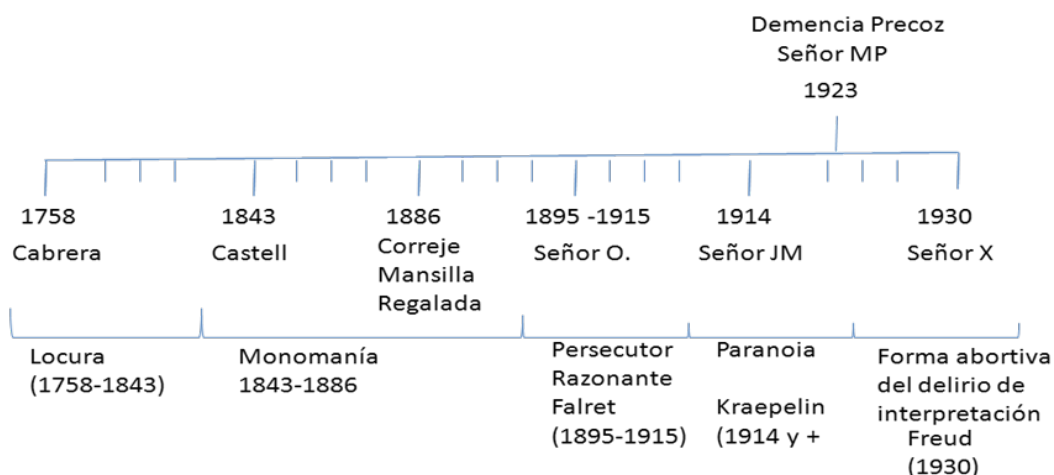 Demencia Precoz
Señor MP
1923
1758
Cabrera
1843
Castell
1886
Correje
Mansilla
Regalada
1895 -1915
Señor O.
1914
Señor JM
1930
Señor X
Locura
(1758-1843)
Monomanía
1843-1886
Persecutor
Razonante
Falret
(1895-1915)
Paranoia
Kraepelin
(1914 y +
Forma abortiva
del delirio de
interpretación
Freud
(1930)